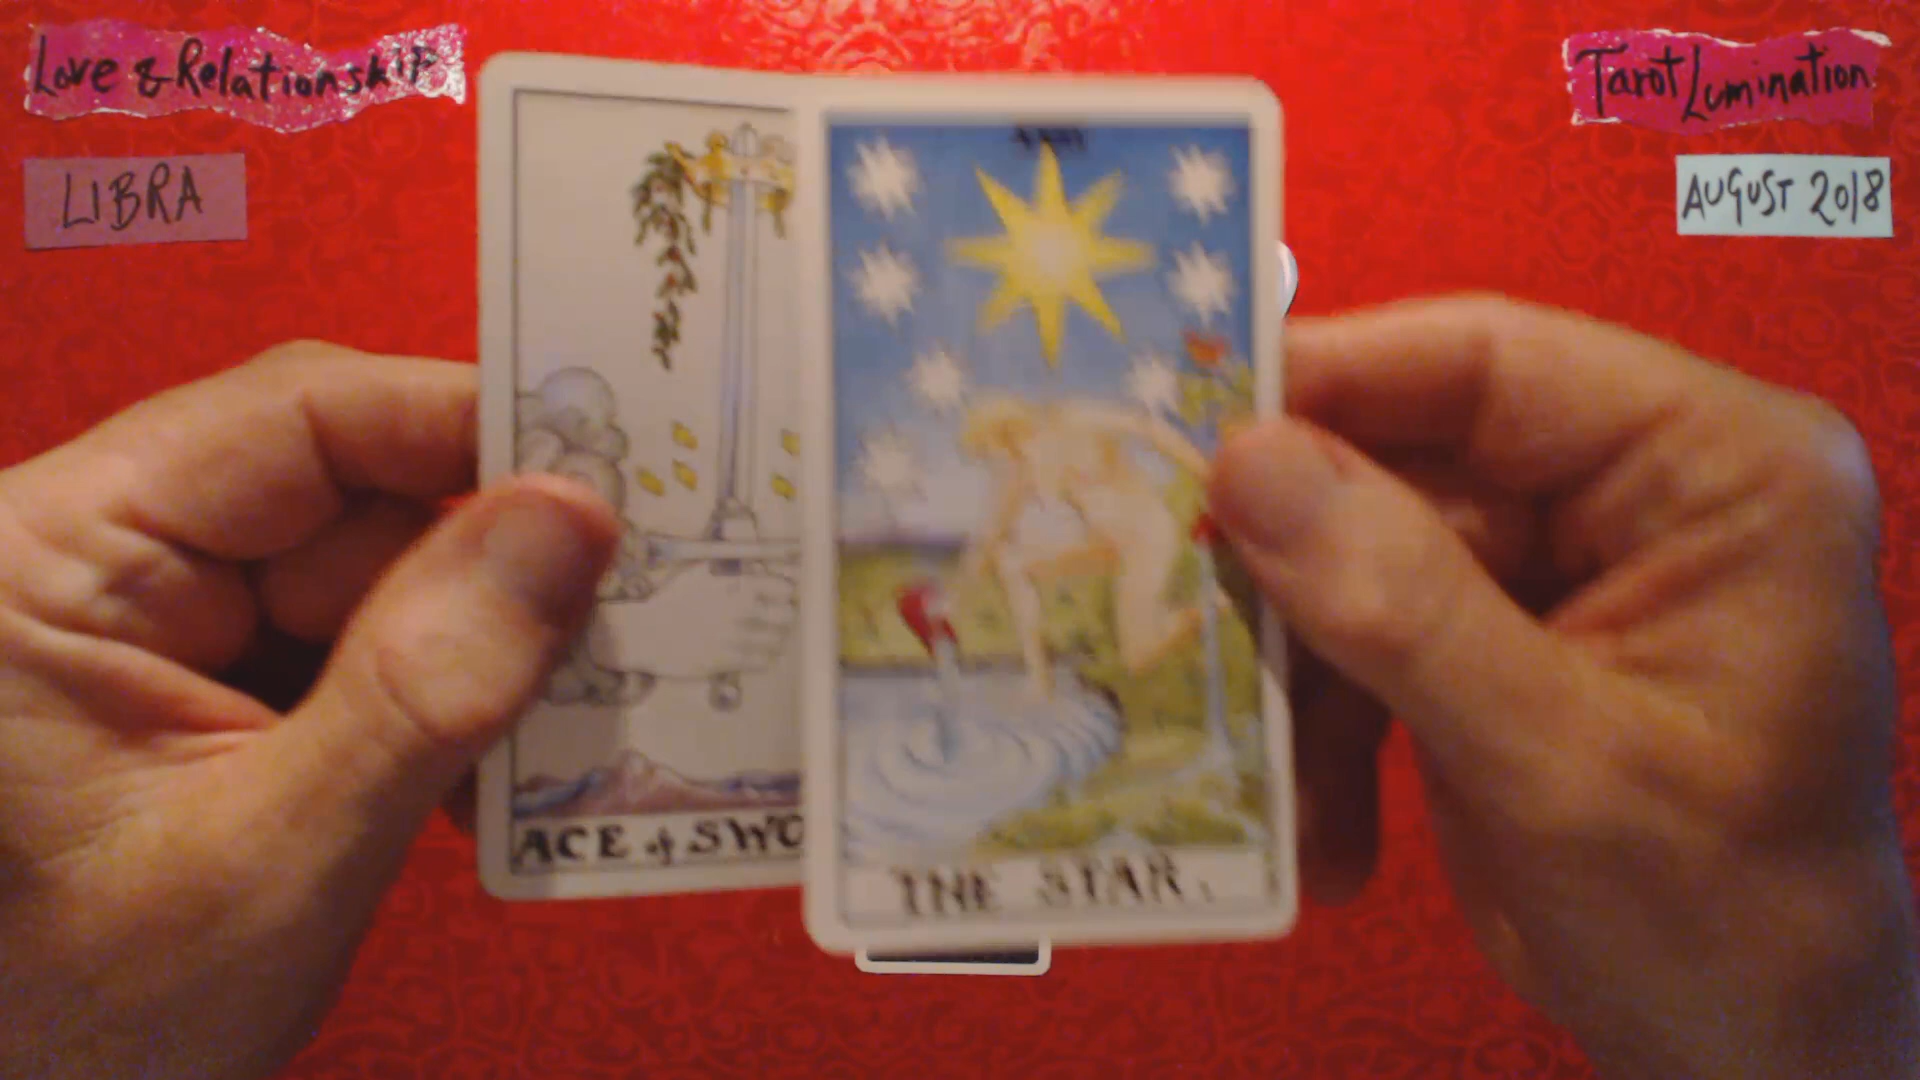 Love & Relationship
Tarot Lumination
LIBRA
AUGUST 2018
ACE of SWO
THE STAR.